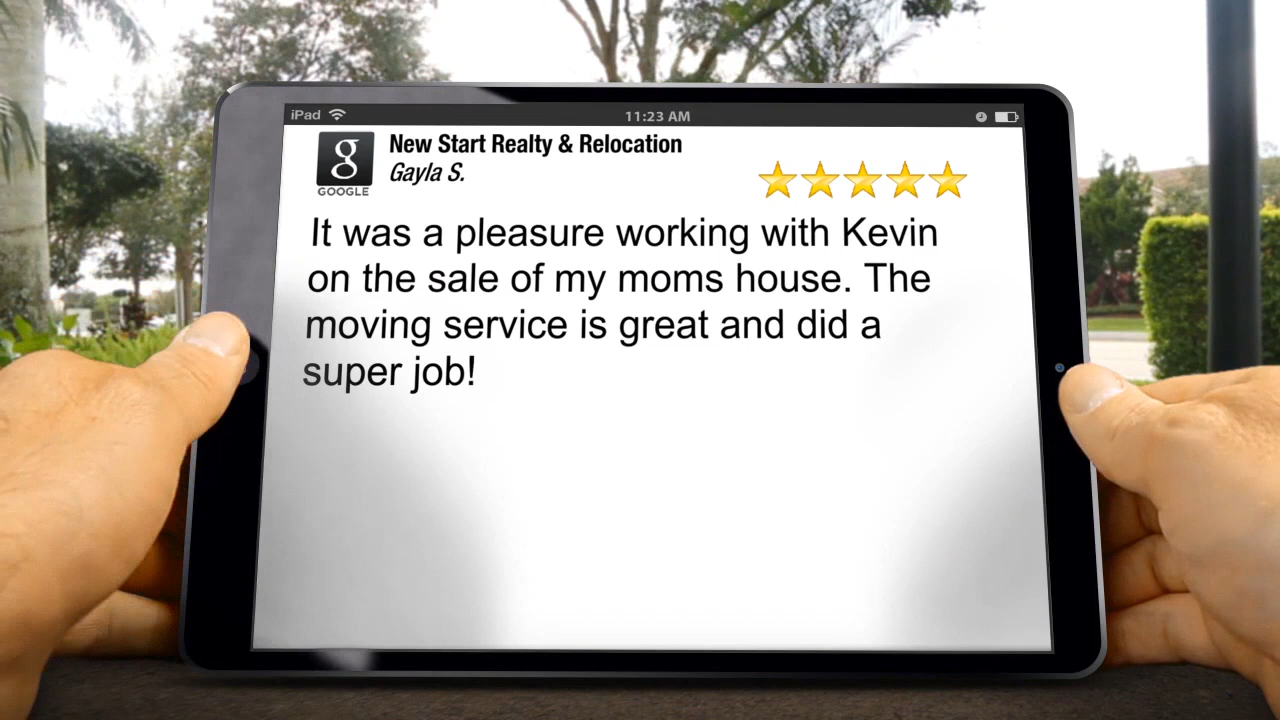 iPad 11:23 AM
g
GOOGLE
New Start Realty & Relocation
Gayla S.
It was a pleasure working with Kevin
on the sale of my moms house. The
moving service is great and did a
super job!